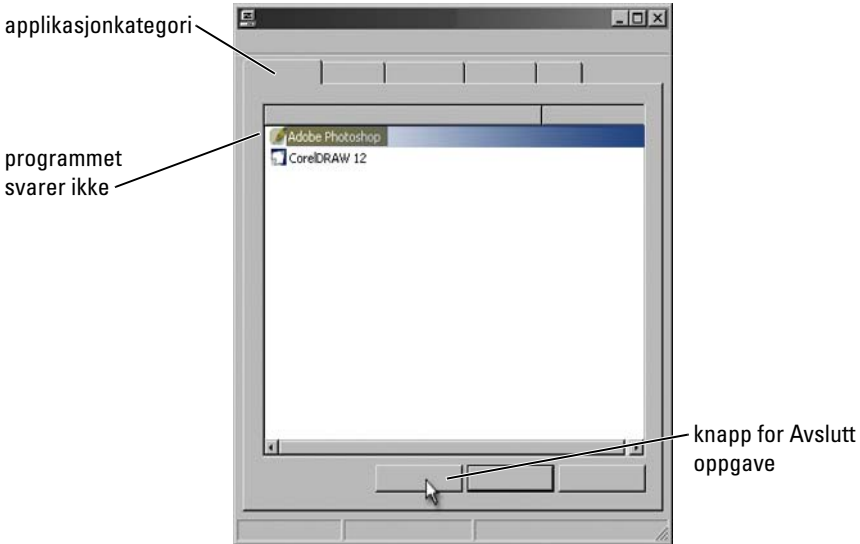 applikasjonkategori
Adobe Photoshop
CorelDRAW 12
programmet
svarer ikke
knapp for Avslutt
oppgave